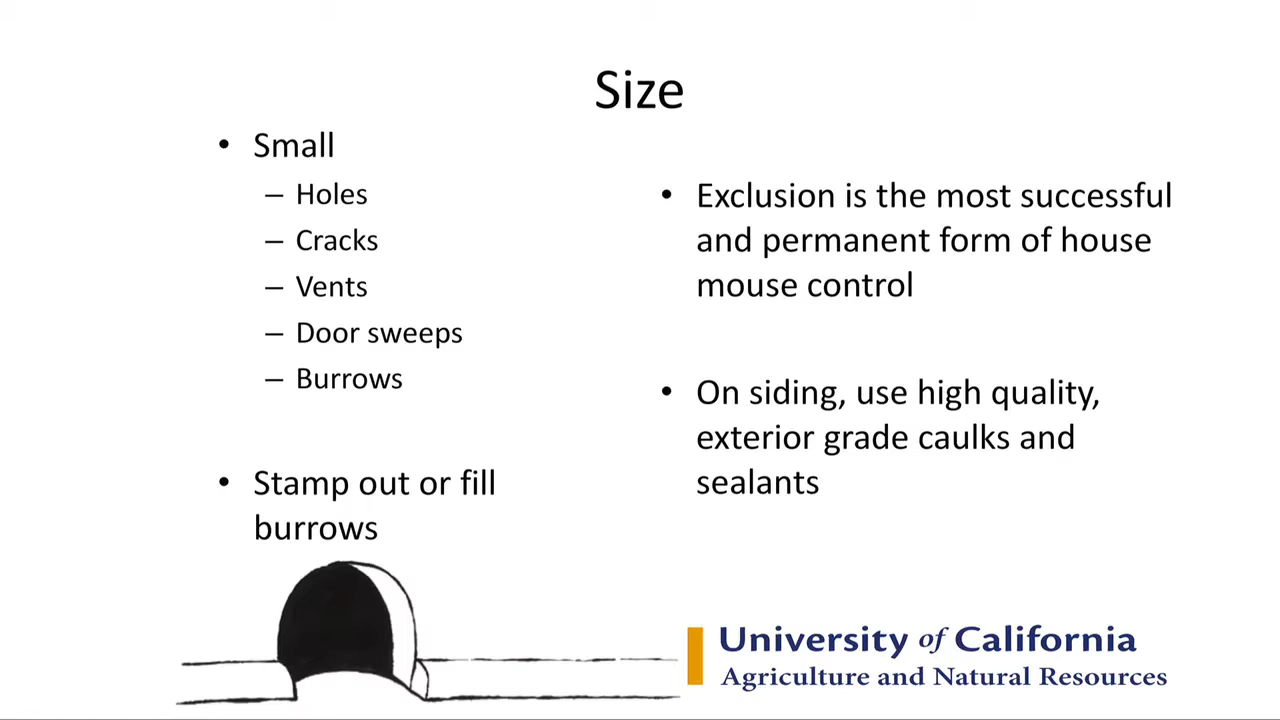 Size
• Small
– Holes
– Cracks
– Vents
– Door sweeps
– Burrows
• Stamp out or fill
burrows
• Exclusion is the most successful
and permanent form of house
mouse control
• On siding, use high quality,
exterior grade caulks and
sealants
University of California
Agriculture and Natural Resources